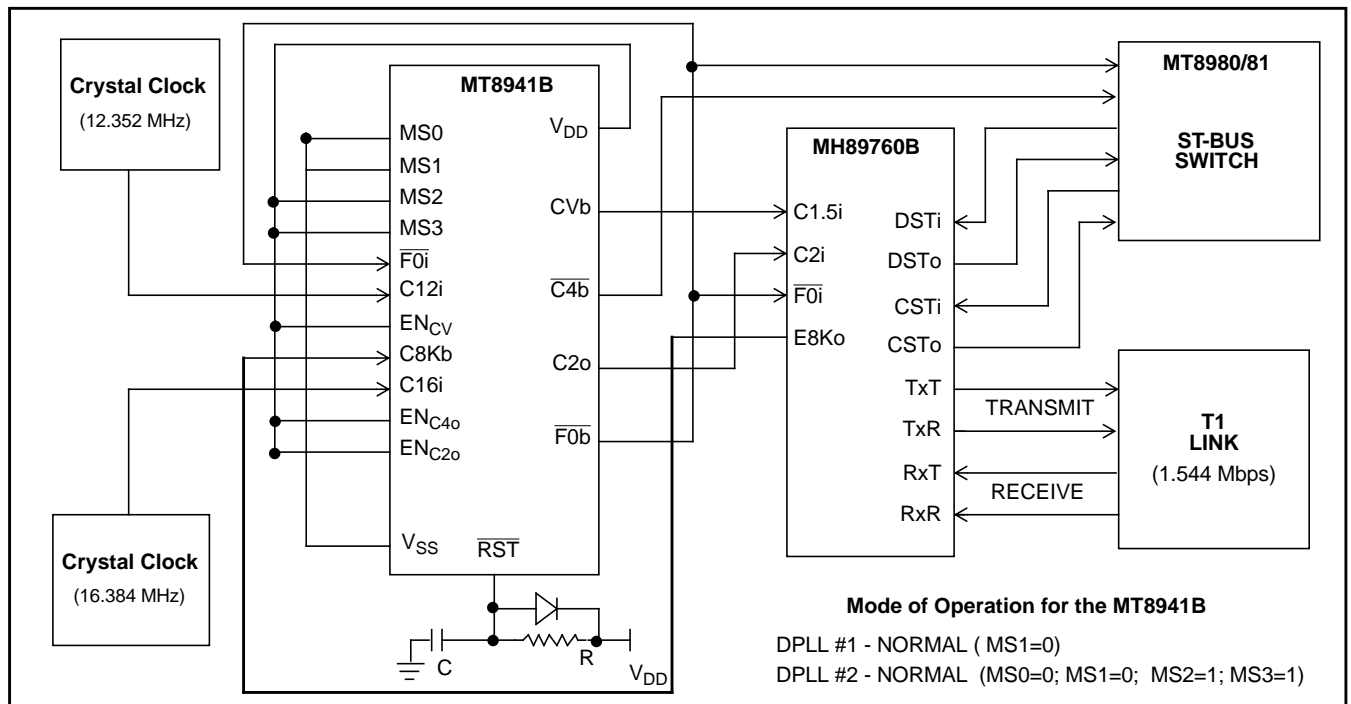 Crystal Clock
(12.352 MHz)
Crystal Clock
(16.384 MHz)
MT8941B
MS0
MS1
MS2
MS3
F0i
C12i
ENCV
C8Kb
C16i
ENC4o
ENC2o
VSS
RST
VDD
CVb
C4b
C2o
F0b
C
R
VDD
MH89760B
C1.5i
C2i
F0i
E8Ko
DSTi
DSTo
CSTi
CSTo
TxT
TxR
RxT
RxR
MT8980/81
ST-BUS
SWITCH
TRANSMIT
RECEIVE
T1
LINK
(1.544 Mbps)
Mode of Operation for the MT8941B
DPLL #1 - NORMAL ( MS1=0)
DPLL #2 - NORMAL (MS0=0; MS1=0; MS2=1; MS3=1)